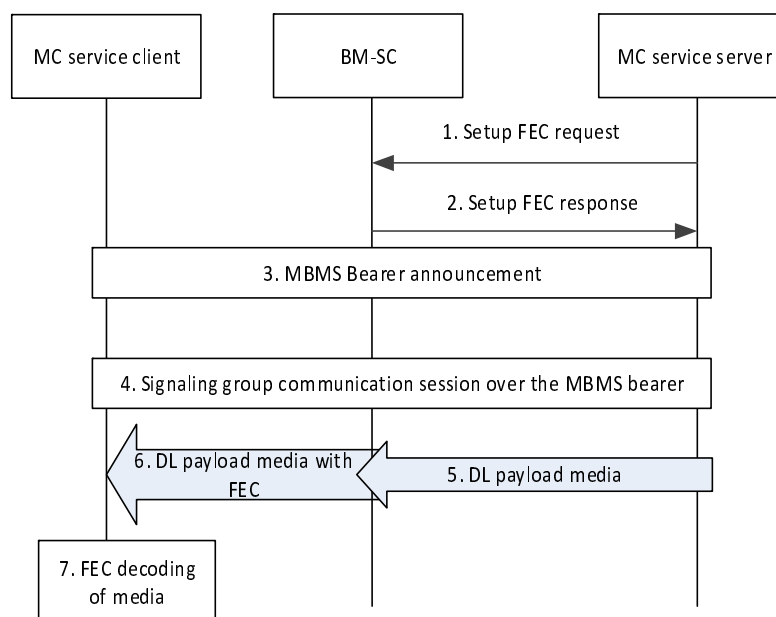 MC service client
BM-SC
MC service server
1. Setup FEC request
2. Setup FEC response
3. MBMS Bearer announcement
4. Signaling group communication session over the MBMS bearer
6. DL payload media with
FEC
5. DL payload media
7. FEC decoding
of media